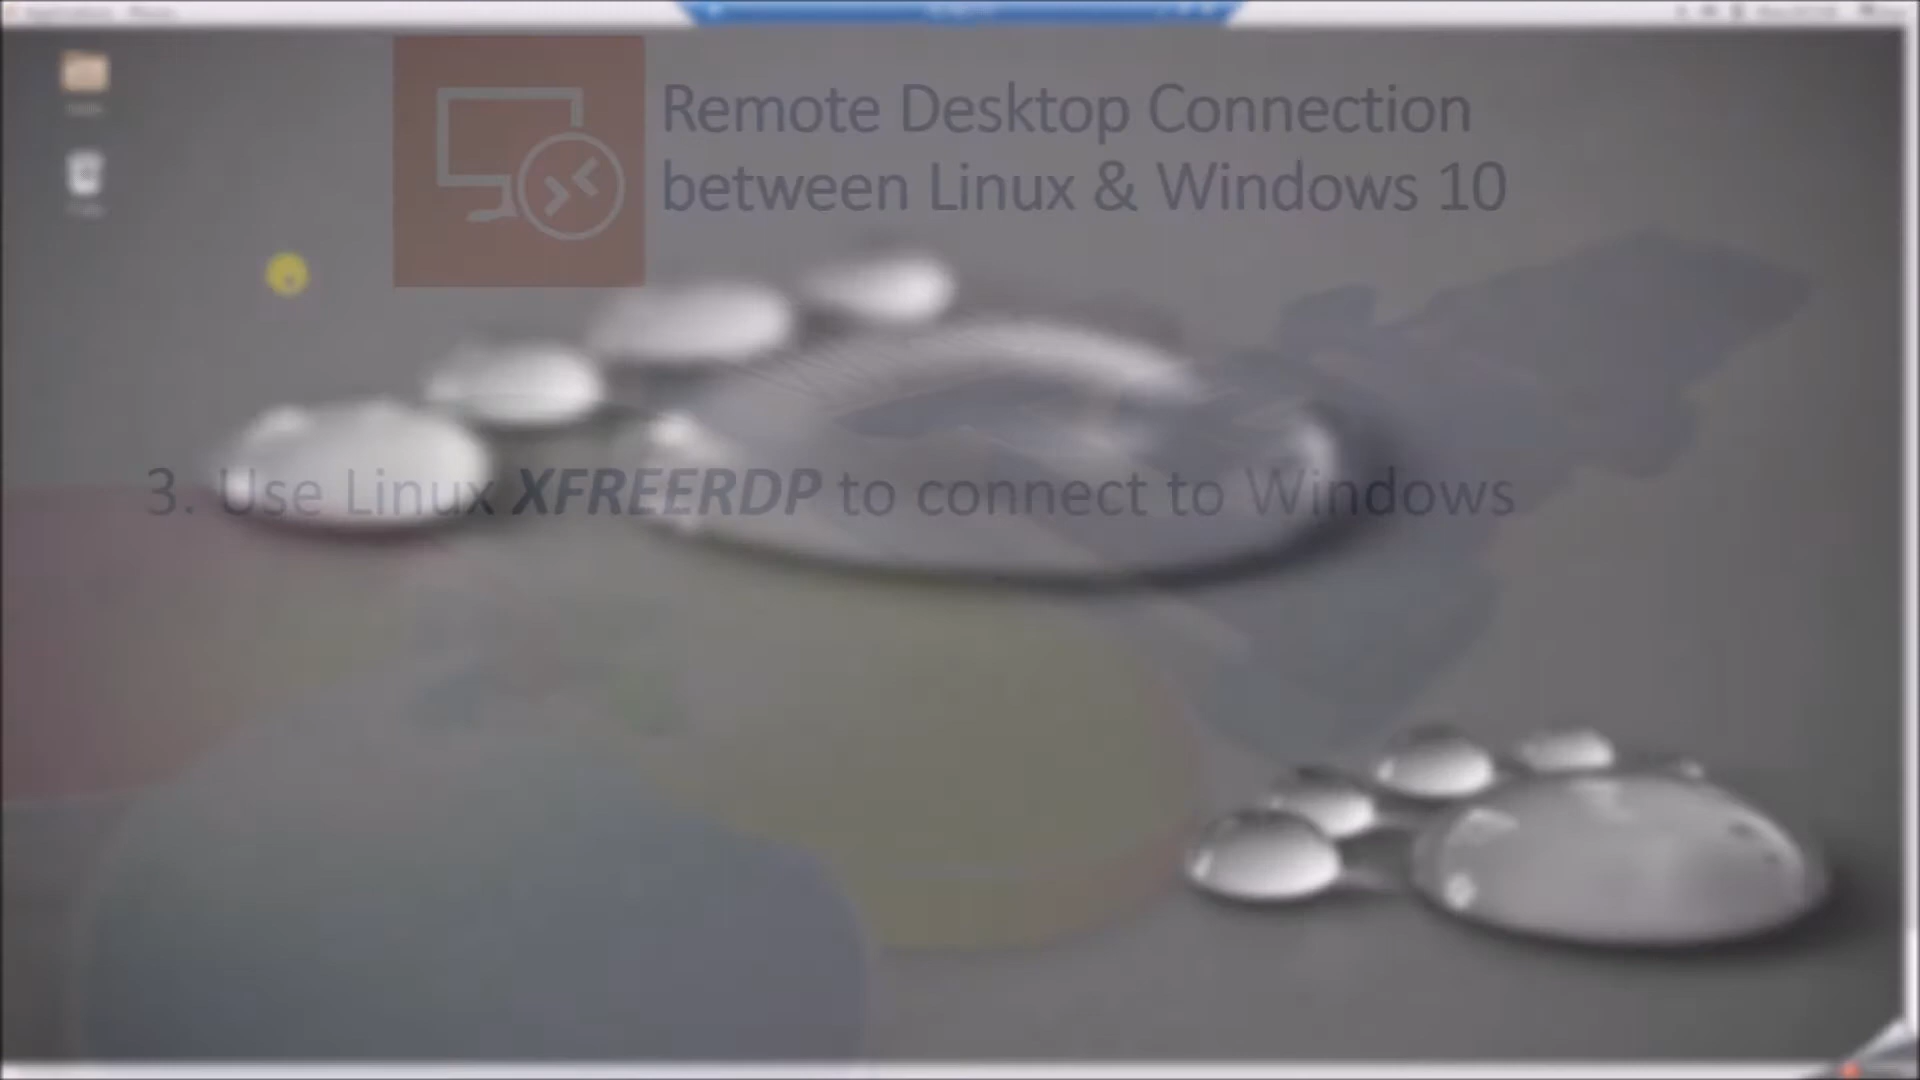 Remote Desktop Connection
between Linux & Windows 10
3. Use Linux XFREERDP to connect to Windows